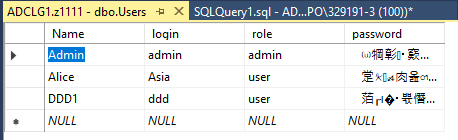 ADCLG1.z1111 - dbo.Users SQLQuery1.sql - AD...PO\329191-3 (100))*
Name login role password
Admin admin admin
Alice Asia user
DDD1 ddd user
NULL NULL NULL NULL